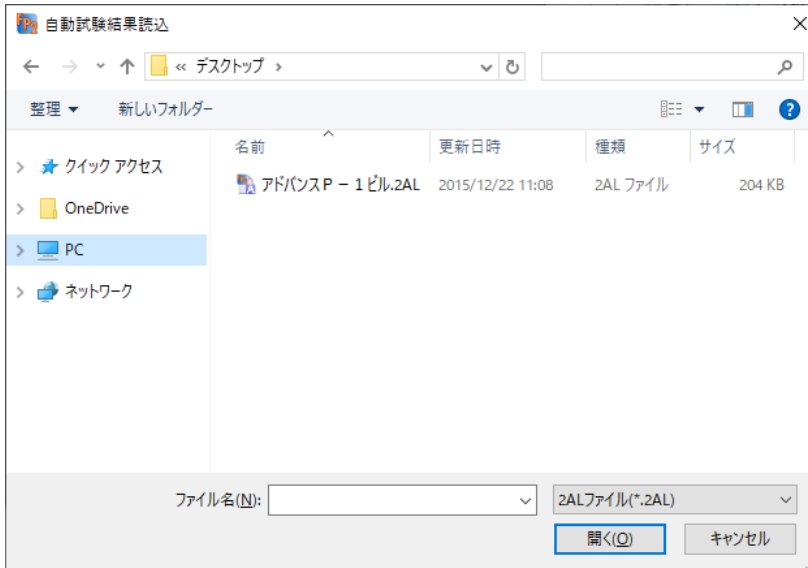 自動試験結果読込
« デスクトップ
整理 新しいフォルダー
名前 更新日時 種類 サイズ
クイック アクセス
アドバンスP－1ビル.2AL 2015/12/22 11:08 2AL ファイル 204 KB
OneDrive
PC
ネットワーク
ファイル名(N): 2ALファイル(*.2AL)
開く(O) キャンセル